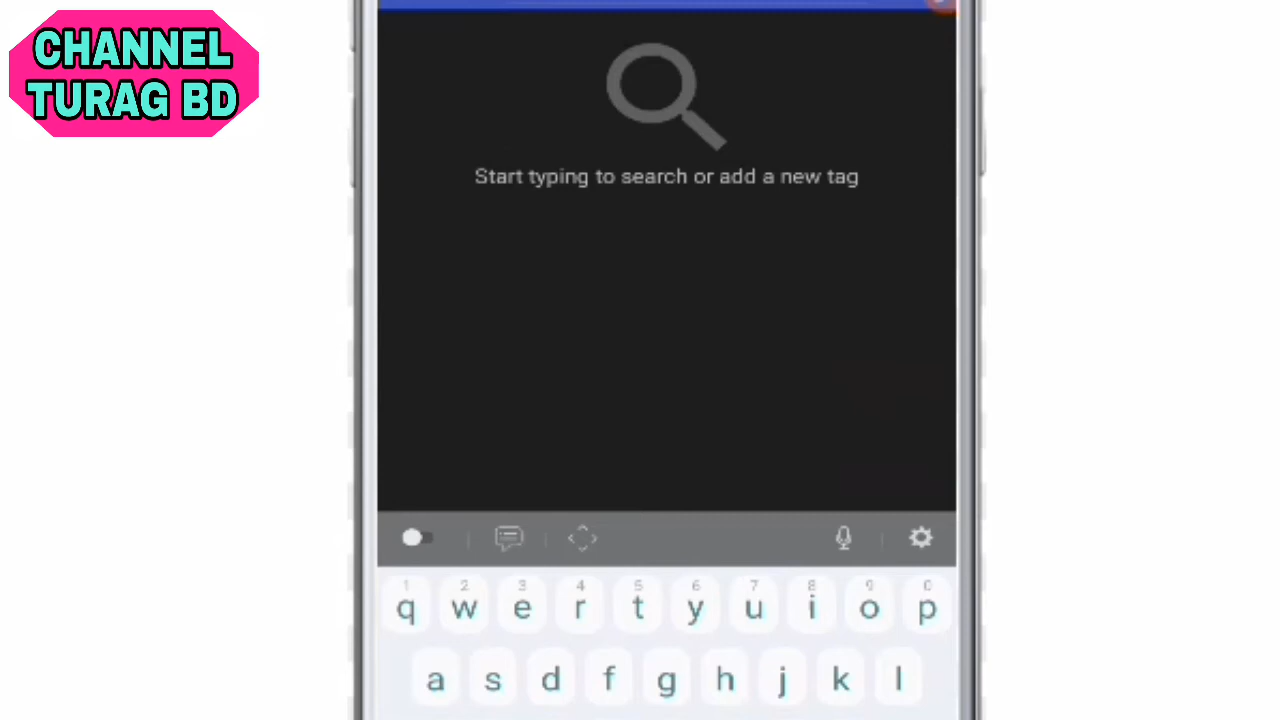 CHANNEL
TURAG BD
Start typing to search or add a new tag
1 2 3 4 5 6 7 8 9 0
q w e r t y u i o p
a s d f g h j k l